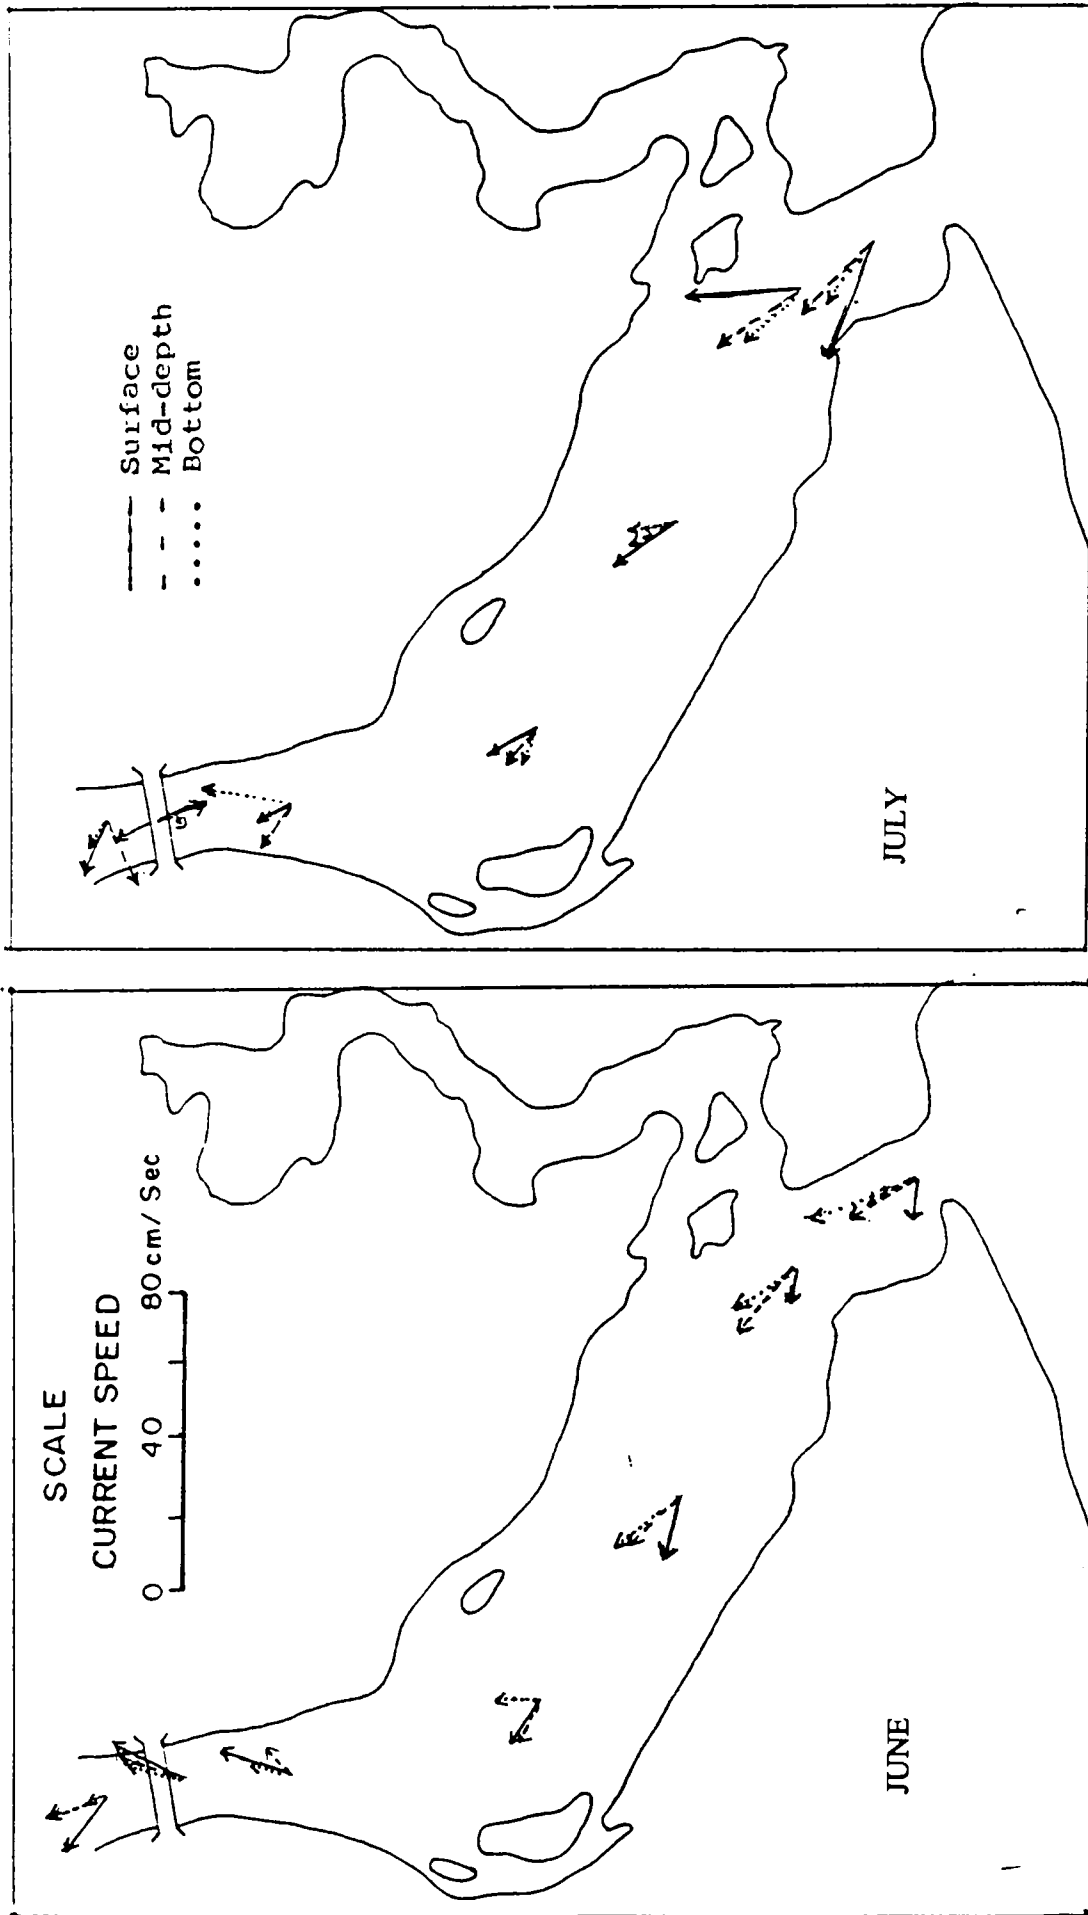 Surface
Mid-depth
Bottom
JULY
SCALE
CURRENT SPEED
0 40 80 cm/Sec
JUNE